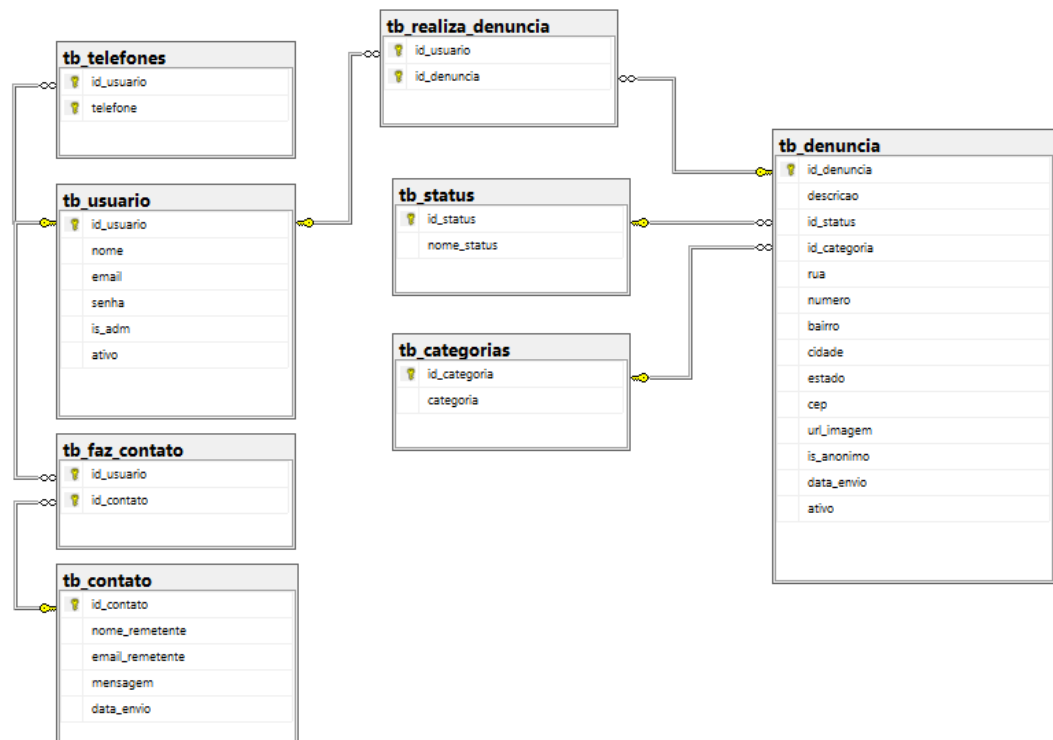 tb_telefones
id_usuario
telefone
tb_usuario
id_usuario
nome
email
senha
is_adm
ativo
tb_faz_contato
id_usuario
id_contato
tb_contato
id_contato
nome_remetente
email_remetente
mensagem
data_envio
tb_realiza_denuncia
id_usuario
id_denuncia
tb_status
id_status
nome_status
tb_categorias
id_categoria
categoria
tb_denuncia
id_denuncia
descricao
id_status
id_categoria
rua
numero
bairro
cidade
estado
cep
url_imagem
is_anonimo
data_envio
ativo